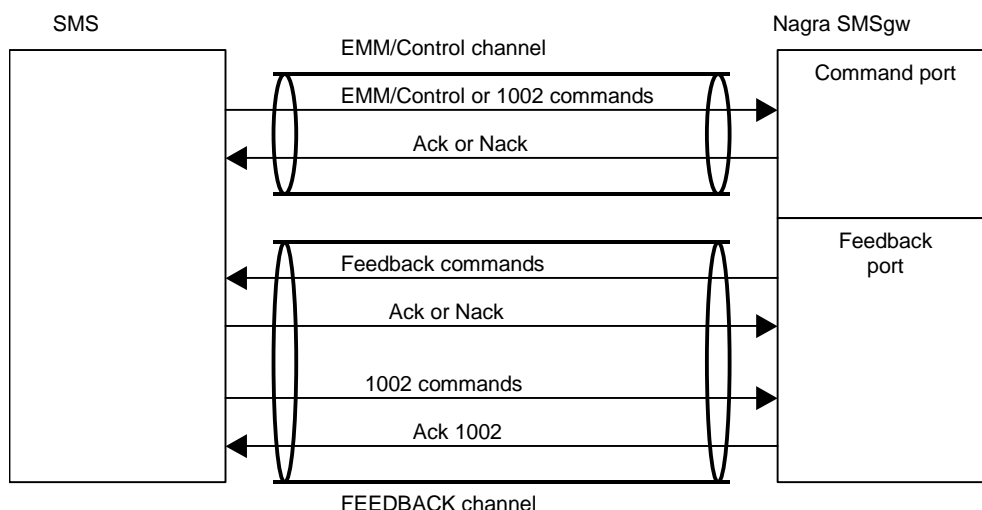 SMS
Nagra SMSgw
EMM/Control channel
Command port
EMM/Control or 1002 commands
Ack or Nack
Feedback
port
Feedback commands
Ack or Nack
1002 commands
Ack 1002
FEEDBACK channel